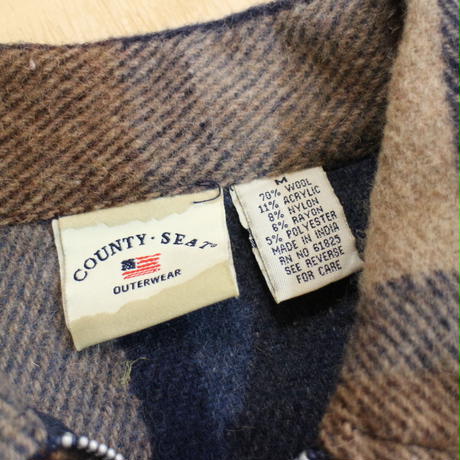 COUNTY·SEAT
OUTERWEAR
M
70% WOOL
11% ACRYLIC
8% NYLON
6% RAYON
5% POLYESTER
MADE IN INDIA
RN NO 61825
SEE REVERSE
FOR CARE